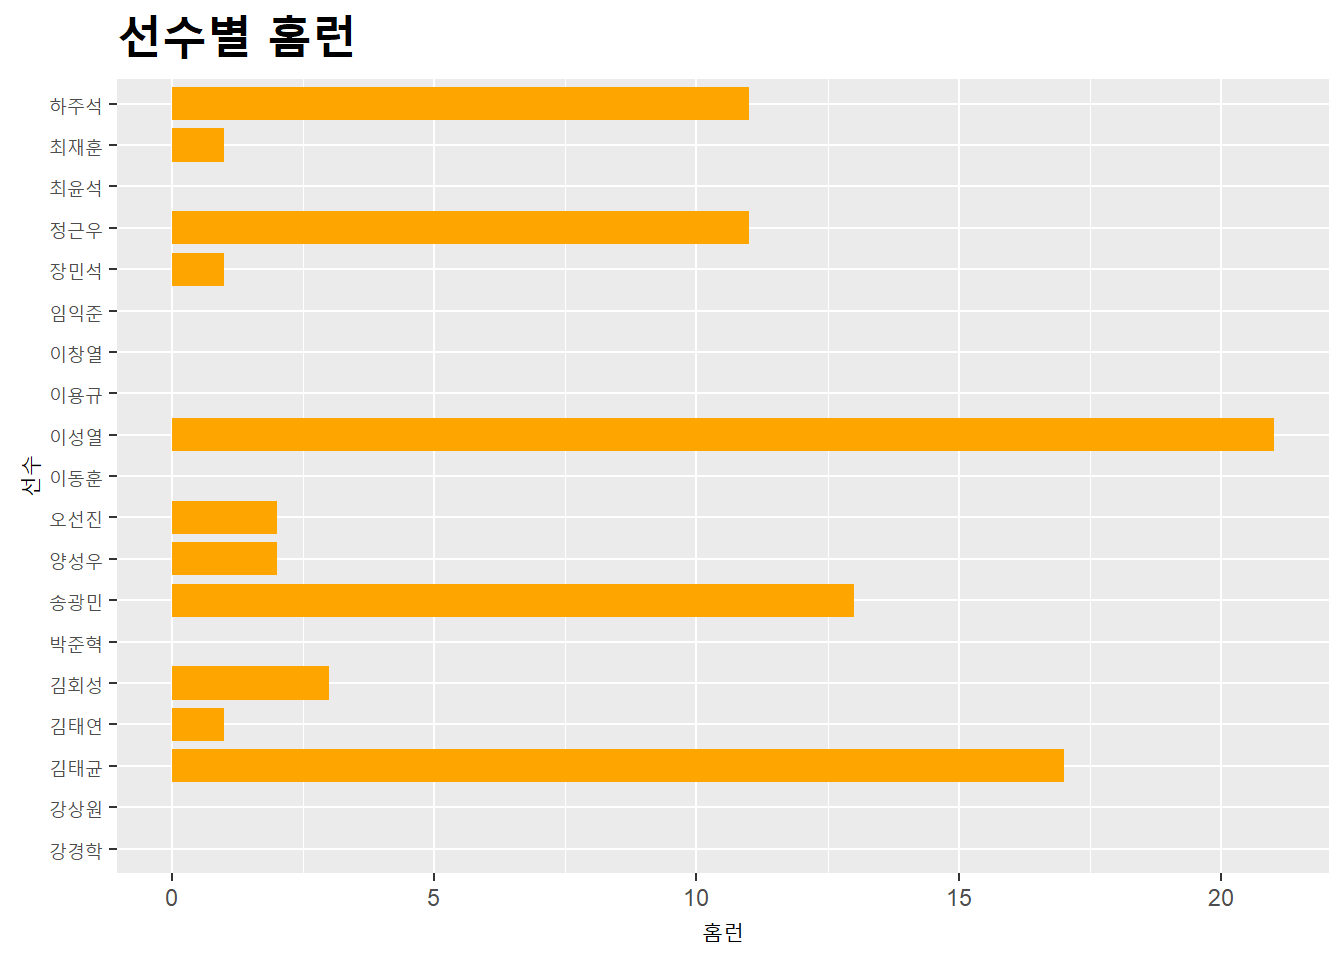 선수별 홈런
선수
하주석
최재훈
최윤석
정근우
장민석
임익준
이창열
이용규
이성열
이동훈
오선진
양성우
송광민
박준혁
김회성
김태연
김태균
강상원
강경학
0 5 10 15 20
홈런